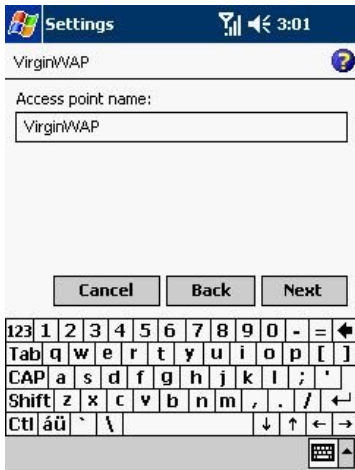 Settings 3:01
VirginWAP ?
Access point name:
VirginWAP
Cancel Back Next
123 1 2 3 4 5 6 7 8 9 0 - =
Tab q w e r t y u i o p [ ]
CAP a s d f g h j k l ; '
Shift z x c v b n m , . /
Ctl áü ` \